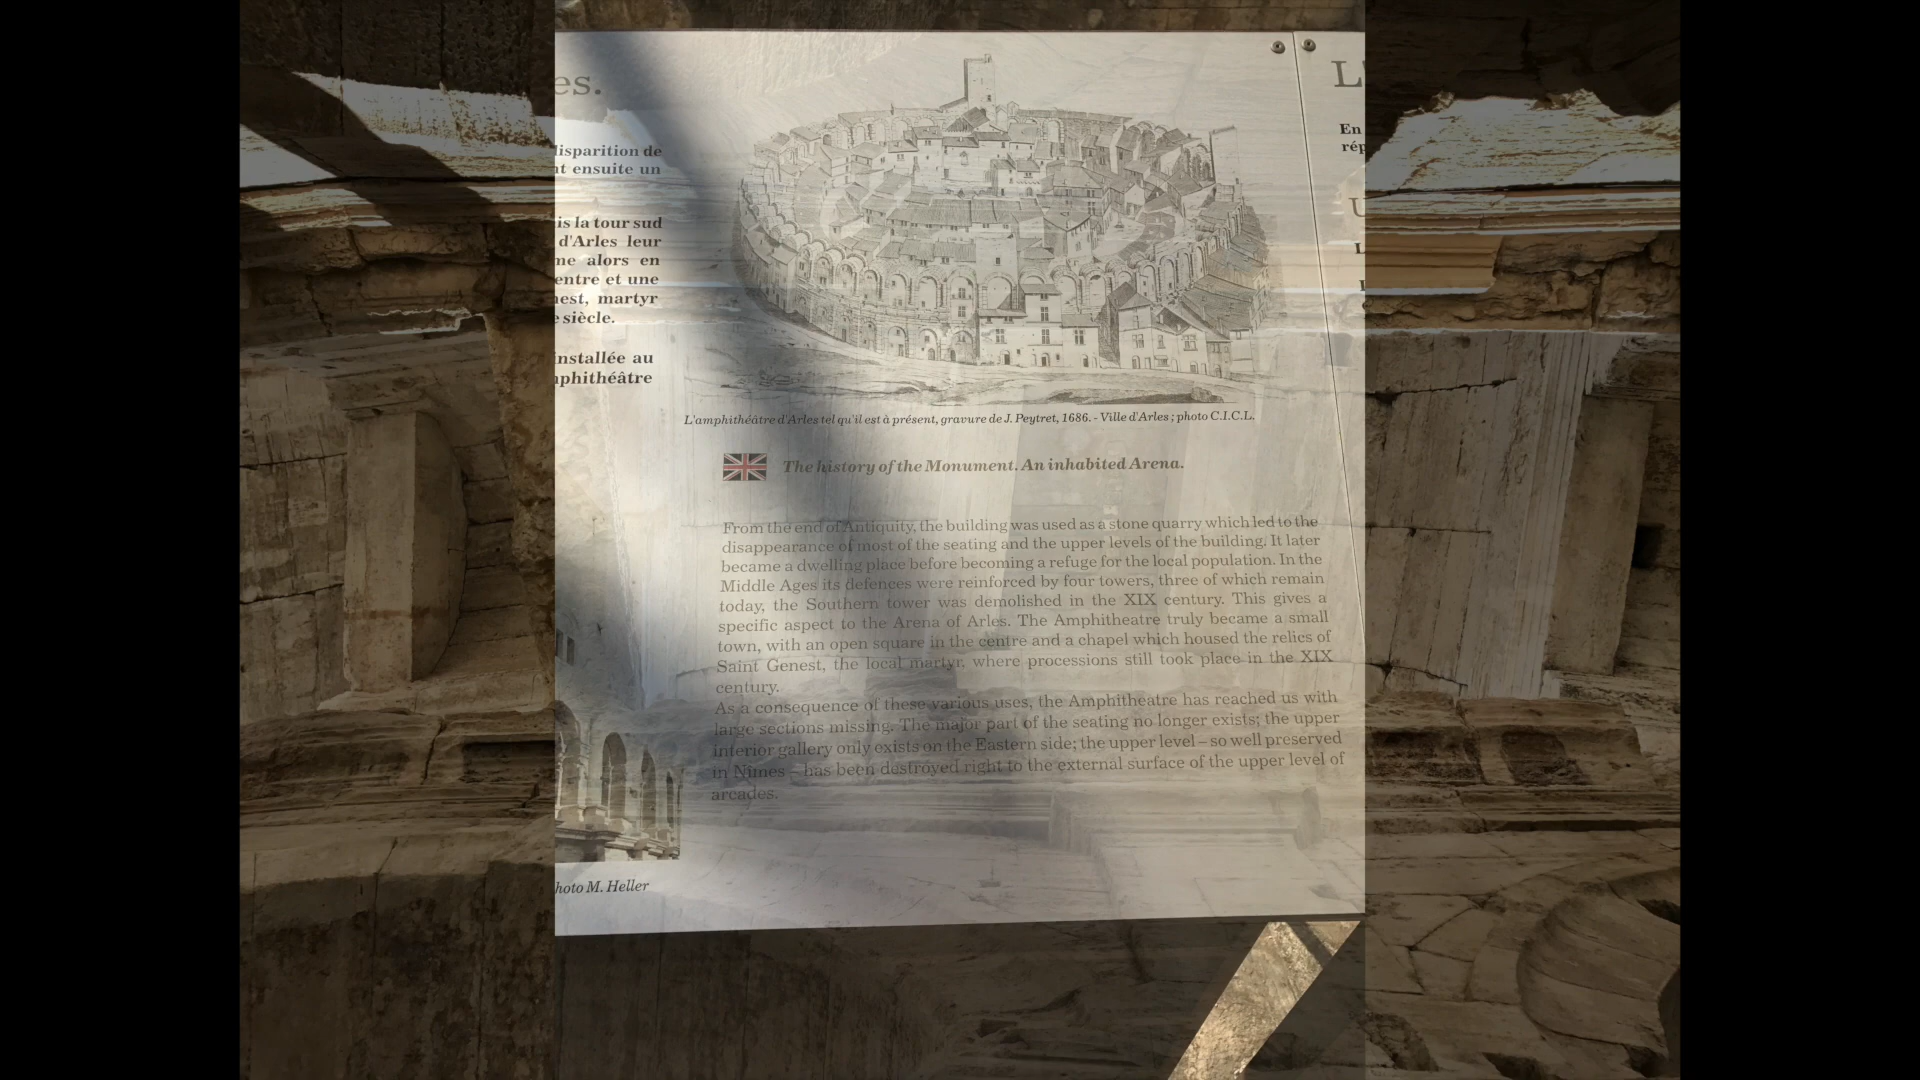 es.
disparition de
nt ensuite un
is la tour sud
d'Arles leur
me alors en
entre et une
nest, martyr
e siècle.
installée au
mphithéâtre
L'amphithéâtre d'Arles tel qu'il est à présent, gravure de J. Peytret, 1686. - Ville d'Arles ; photo C.I.C.L.
The history of the Monument. An inhabited Arena.
From the end of Antiquity, the building was used as a stone quarry which led to the
disappearance of most of the seating and the upper levels of the building. It later
became a dwelling place before becoming a refuge for the local population. In the
Middle Ages its defences were reinforced by four towers, three of which remain
today, the Southern tower was demolished in the XIX century. This gives a
specific aspect to the Arena of Arles. The Amphitheatre truly became a small
town, with an open square in the centre and a chapel which housed the relics of
Saint Genest, the local martyr, where processions still took place in the XIX
century.
As a consequence of these various uses, the Amphitheatre has reached us with
large sections missing. The major part of the seating no longer exists; the upper
interior gallery only exists on the Eastern side; the upper level – so well preserved
in Nîmes – has been destroyed right to the external surface of the upper level of
arcades.
hoto M. Heller
L'
En
rép
U
L